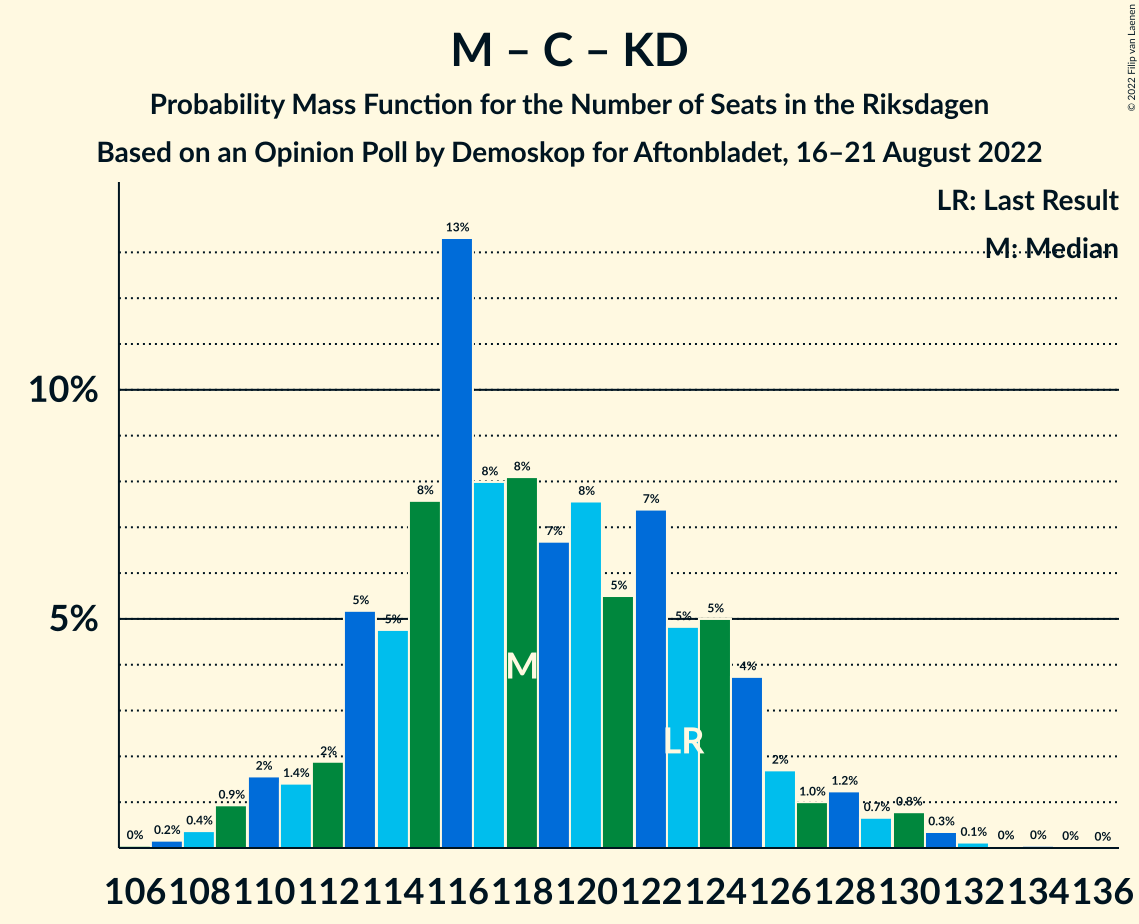 © 2022 Filip van Laenen
M – C – KD
Probability Mass Function for the Number of Seats in the Riksdagen
Based on an Opinion Poll by Demoskop for Aftonbladet, 16–21 August 2022
LR: Last Result
M: Median
10%
5%
0% 0.2% 0.4% 0.9% 2% 1.4% 2% 5% 5% 8% 13% 8% 8% 7% 8% 5% 7% 5% 5% 4% 2% 1.0% 1.2% 0.7% 0.8% 0.3% 0.1% 0% 0% 0% 0%
M
LR
106 108 110 112 114 116 118 120 122 124 126 128 130 132 134 136